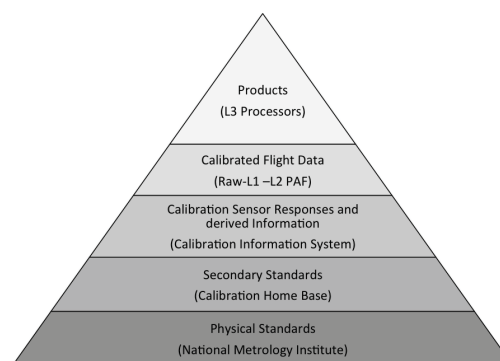 Products
(L3 Processors)
Calibrated Flight Data
(Raw-L1 –L2 PAF)
Calibration Sensor Responses and
derived Information
(Calibration Information System)
Secondary Standards
(Calibration Home Base)
Physical Standards
(National Metrology Institute)